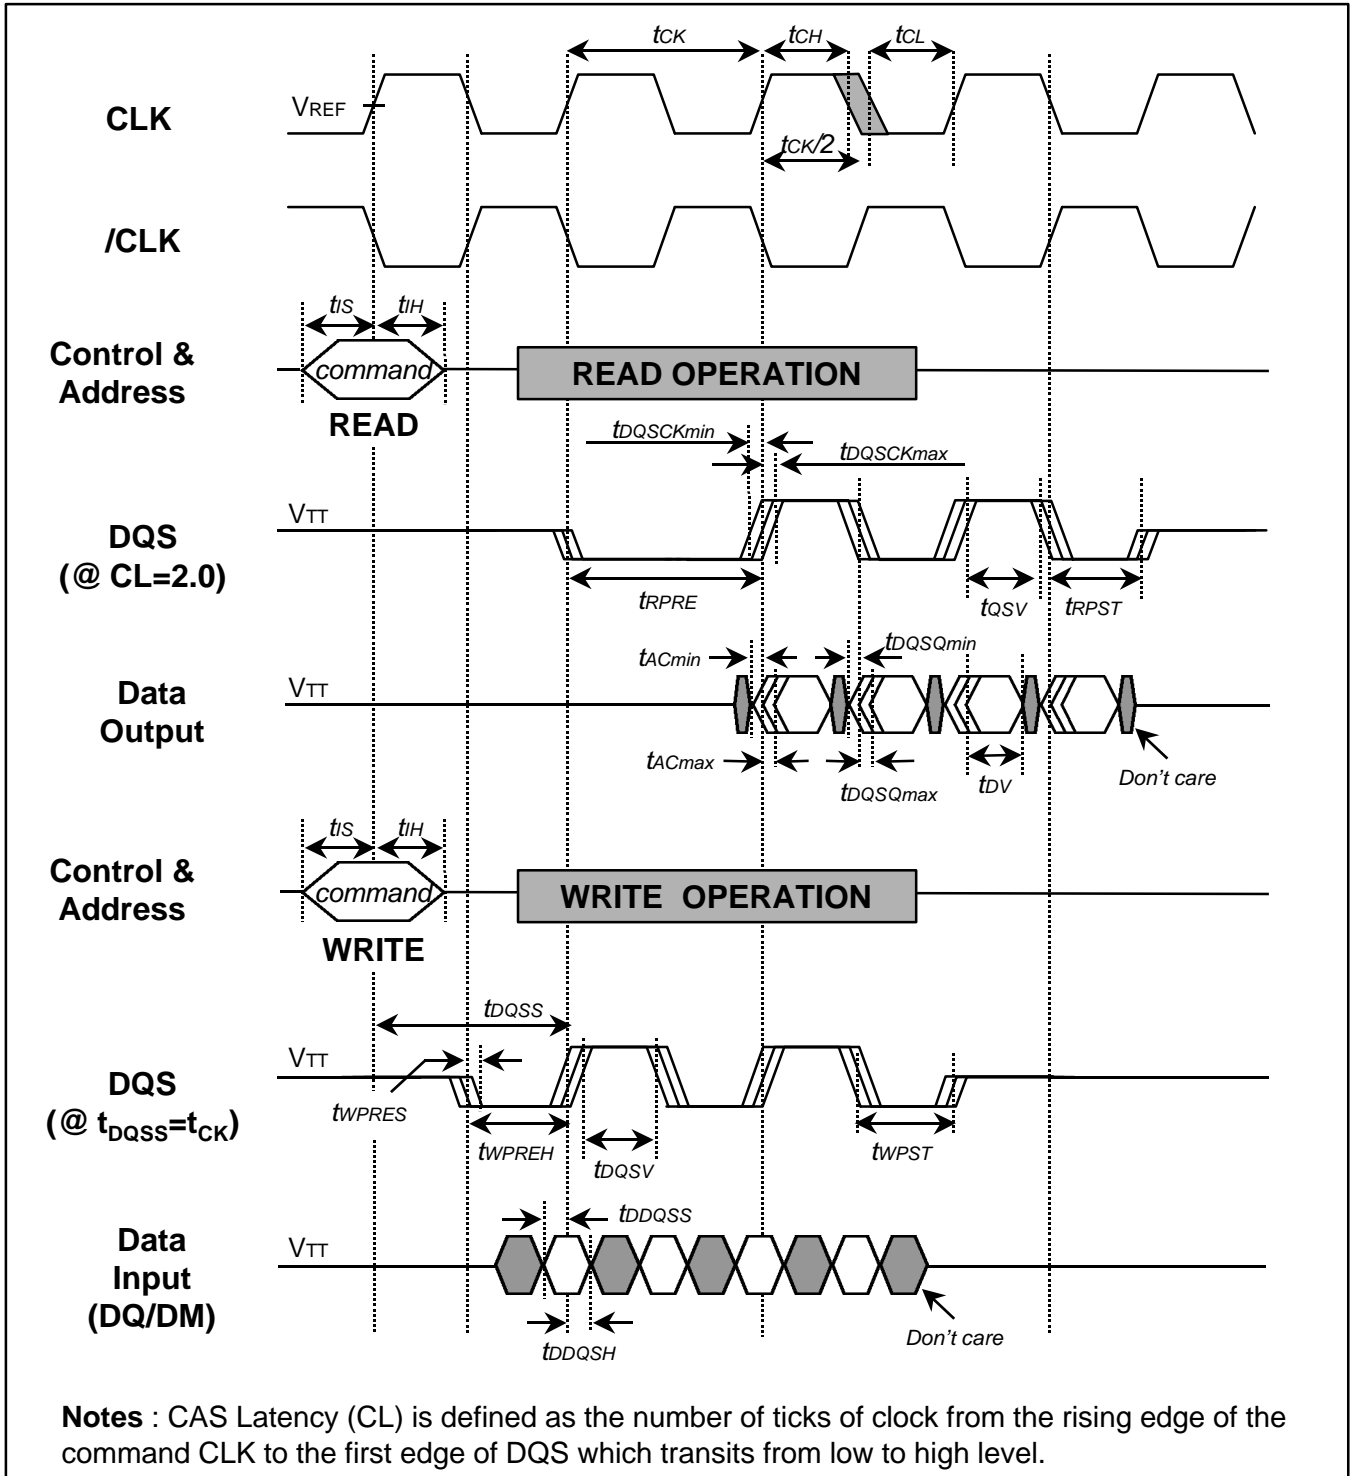 tCK
tCH
tCL
CLK
VREF
tCK/2
/CLK
tIS
tIH
Control &
Address
command
READ OPERATION
READ
tDQSCKmin
tDQSCKmax
VTT
DQS
(@ CL=2.0)
tRPRE
tQSV
tRPST
tACmin
tDQSQmin
Data
Output
VTT
tACmax
tDQSQmax
tDV
Don't care
tIS
tIH
Control &
Address
command
WRITE OPERATION
WRITE
tDQSS
VTT
DQS
(@ tDQSS=tCK)
tWPRES
tWPREH
tDQSV
tWPST
tDDQSS
Data
Input
(DQ/DM)
VTT
tDDQSH
Don't care
Notes : CAS Latency (CL) is defined as the number of ticks of clock from the rising edge of the
command CLK to the first edge of DQS which transits from low to high level.